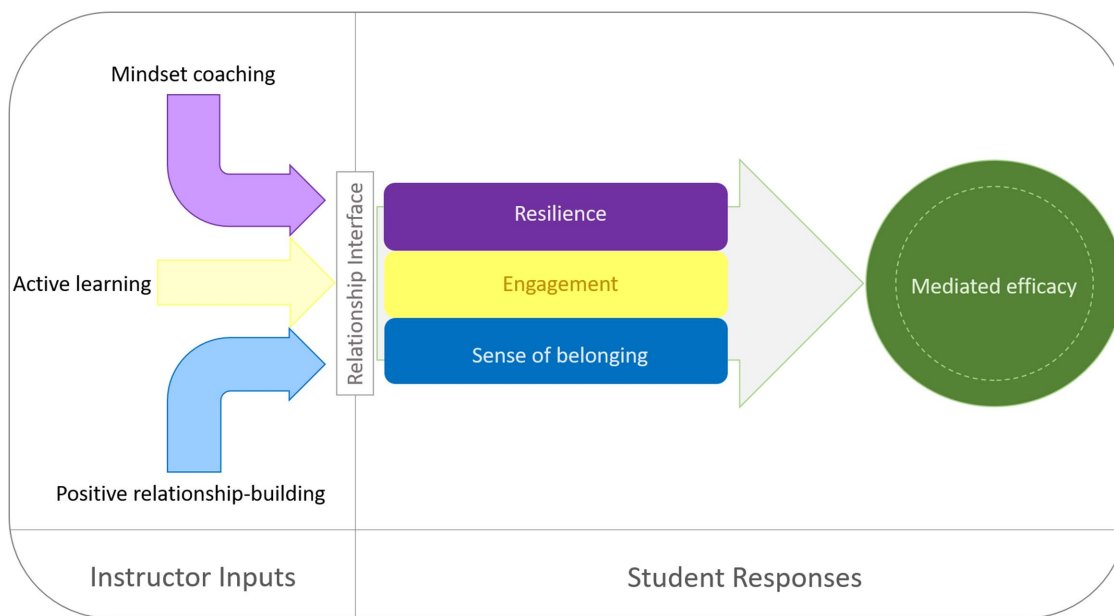 Mindset coaching
Active learning
Positive relationship-building
Relationship Interface
Resilience
Engagement
Sense of belonging
Mediated efficacy
Instructor Inputs
Student Responses